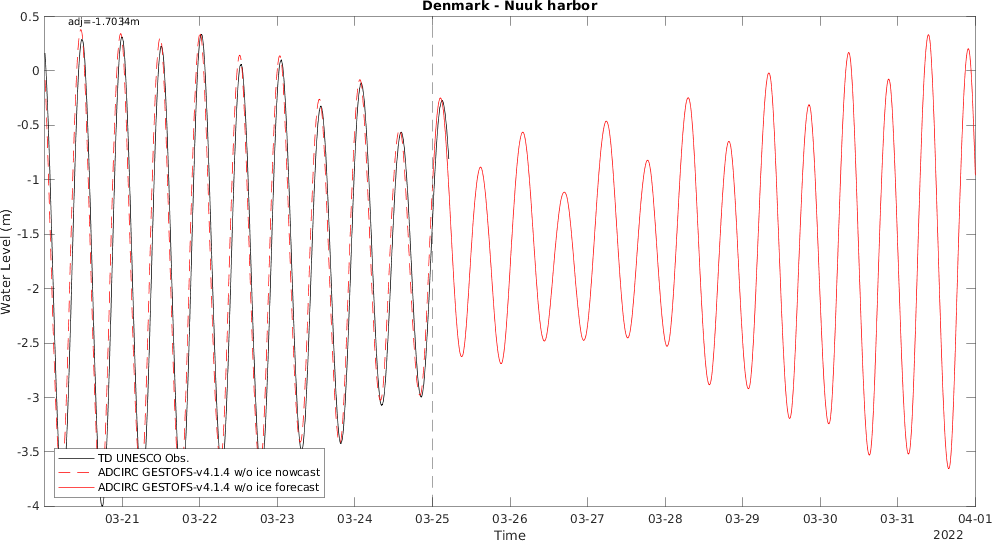 Denmark - Nuuk harbor
adj=-1.7034m
0.5
0
-0.5
-1
-1.5
-2
-2.5
-3
-3.5
-4
Water Level (m)
TD UNESCO Obs.
ADCIRC GESTOFS-v4.1.4 w/o ice nowcast
ADCIRC GESTOFS-v4.1.4 w/o ice forecast
03-21 03-22 03-23 03-24 03-25 03-26 03-27 03-28 03-29 03-30 03-31 04-01
Time
2022